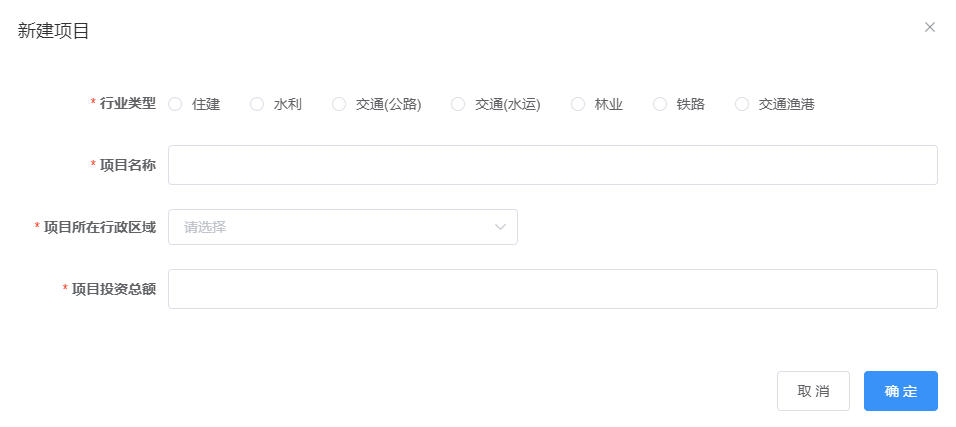 新建项目
* 行业类型 住建 水利 交通(公路) 交通(水运) 林业 铁路 交通渔港
* 项目名称
* 项目所在行政区域 请选择
* 项目投资总额
取 消 确 定